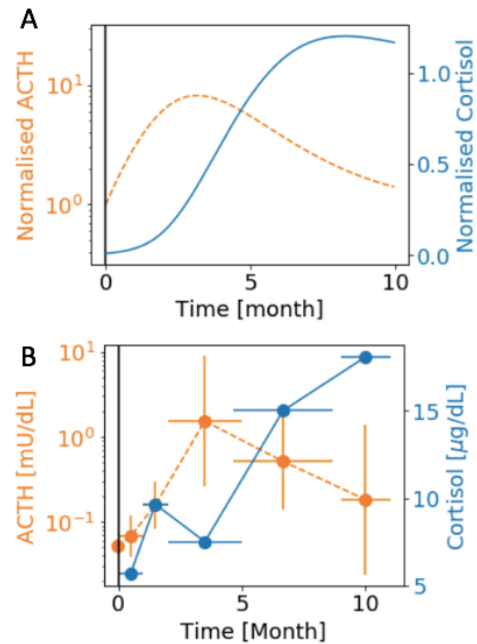 A
Normalised ACTH
10¹
10⁰
Normalised Cortisol
1.0
0.5
0.0
0 5 10
Time [month]
B
ACTH [mU/dL]
10¹
10⁰
10⁻¹
Cortisol [μg/dL]
15
10
5
0 5 10
Time [Month]